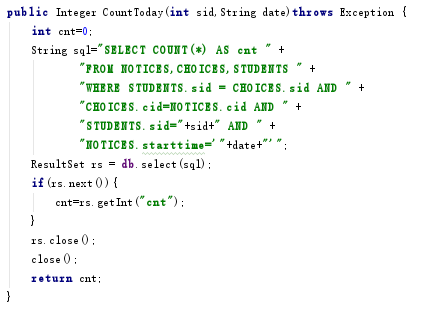 public Integer CountToday(int sid,String date)throws Exception {
int cnt=0;
String sql="SELECT COUNT(*) AS cnt " +
"FROM NOTICES,CHOICES,STUDENTS " +
"WHERE STUDENTS.sid = CHOICES.sid AND " +
"CHOICES.cid=NOTICES.cid AND " +
"STUDENTS.sid="+sid+" AND " +
"NOTICES.starttime='"+date+"'";
ResultSet rs = db.select(sql);
if(rs.next()){
cnt=rs.getInt("cnt");
}
rs.close();
close();
return cnt;
}